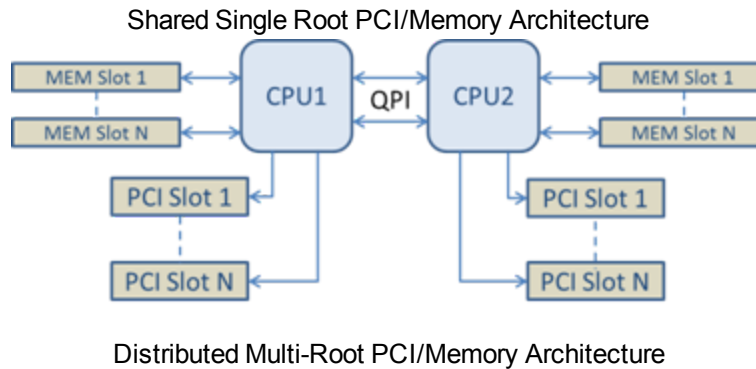 Shared Single Root PCI/Memory Architecture
MEM Slot 1
MEM Slot N
CPU1
QPI
CPU2
MEM Slot 1
MEM Slot N
PCI Slot 1
PCI Slot N
PCI Slot 1
PCI Slot N
Distributed Multi-Root PCI/Memory Architecture